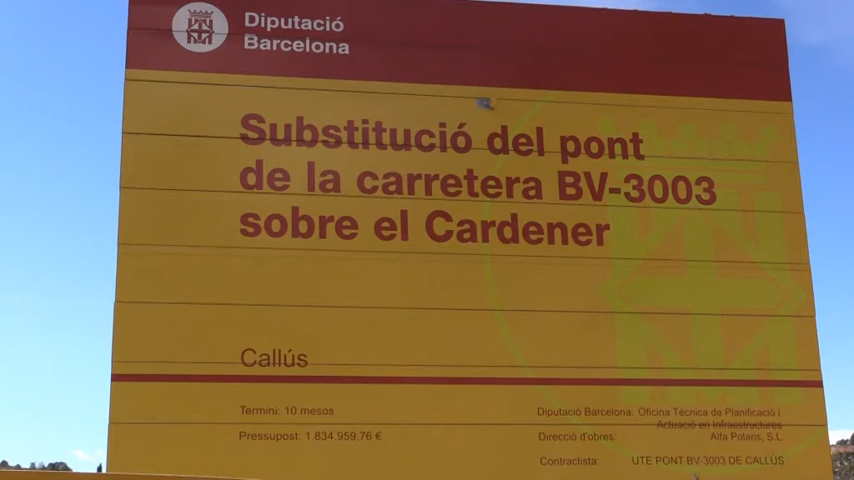 Diputació
Barcelona
Substitució del pont
de la carretera BV-3003
sobre el Cardener
Callús
Termini: 10 mesos
Pressupost: 1.834.959,76 €
Diputació Barcelona: Oficina Tècnica de Planificació i
Actuació en Infraestructures
Direcció d'obres: Alfa Polaris, S.L.
Contractista: UTE PONT BV-3003 DE CALLÚS